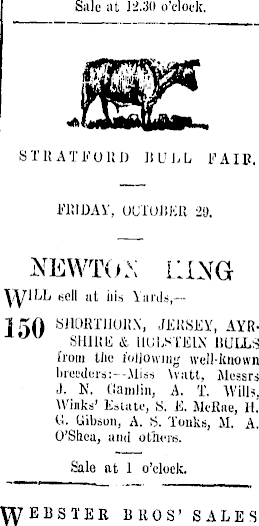 Sale at 12.30 o'clock.
STRATFORD BULL FAIR.
FRIDAY, OCTOBER 29.
NEWTON KING
WILL sell at his Yards,—
150 SHORTHORN, JERSEY, AYR-
SHIRE & HOLSTEIN BULLS
from the following well-known
breeders:—Miss Watt, Messrs
J. N. Gamlin, A. T. Wills,
Winks' Estate, S. E. McRae, H.
G. Gibson, A. S. Tonks, M. A.
O'Shea, and others.
Sale at 1 o'clock.
WEBSTER BROS' SALES